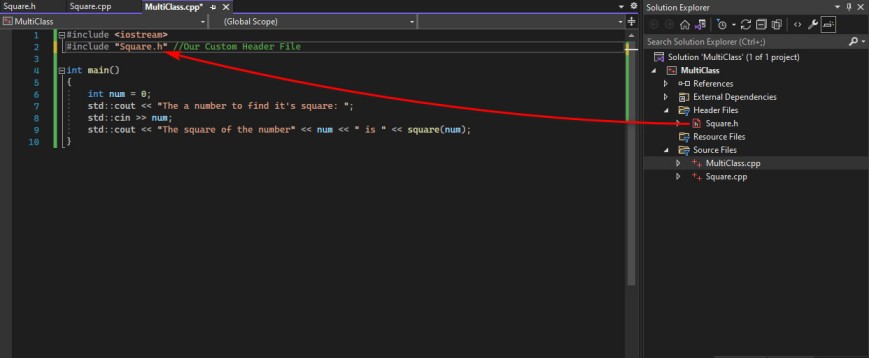 Square.h Square.cpp MultiClass.cpp*
MultiClass (Global Scope)
1 #include <iostream>
2 #include "Square.h" //Our Custom Header File
3
4 int main()
5 {
6 int num = 0;
7 std::cout << "The a number to find it's square: ";
8 std::cin >> num;
9 std::cout << "The square of the number" << num << " is " << square(num);
10 }
Solution Explorer
Search Solution Explorer (Ctrl+;)
Solution 'MultiClass' (1 of 1 project)
MultiClass
References
External Dependencies
Header Files
Square.h
Resource Files
Source Files
MultiClass.cpp
Square.cpp